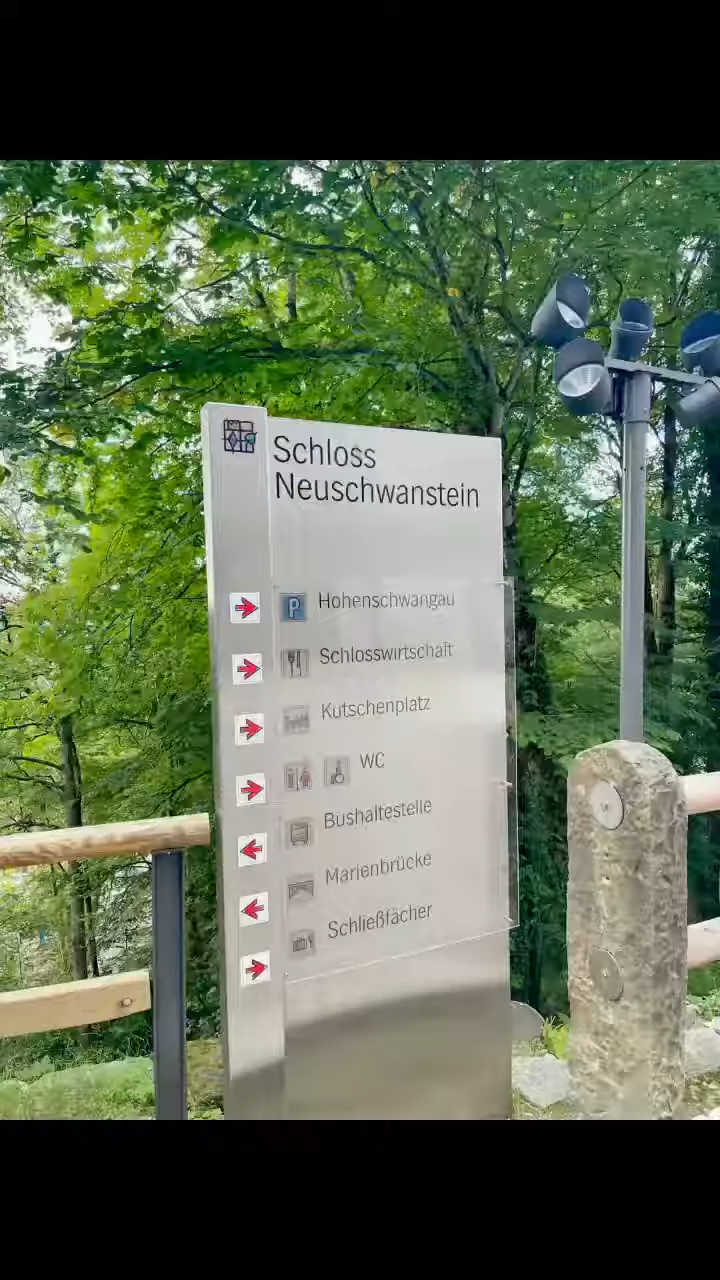 Schloss
Neuschwanstein
P Hohenschwangau
Schlosswirtschaft
Kutschenplatz
WC
Bushaltestelle
Marienbrücke
Schließfächer